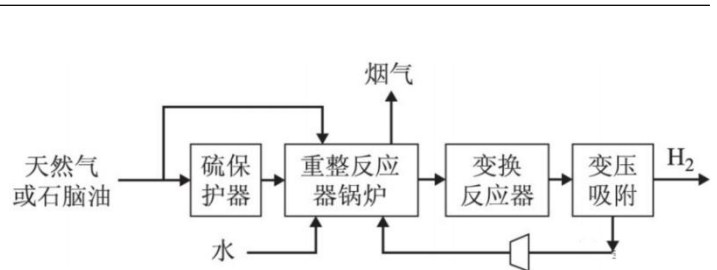 烟气
天然气
或石脑油
硫保
护器
重整反应
器锅炉
变换
反应器
变压
吸附
H₂
水